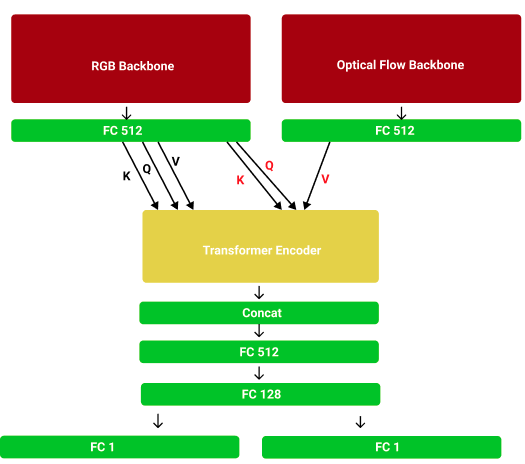 RGB Backbone
Optical Flow Backbone
FC 512
FC 512
K
Q
V
K
Q
V
Transformer Encoder
Concat
FC 512
FC 128
FC 1
FC 1